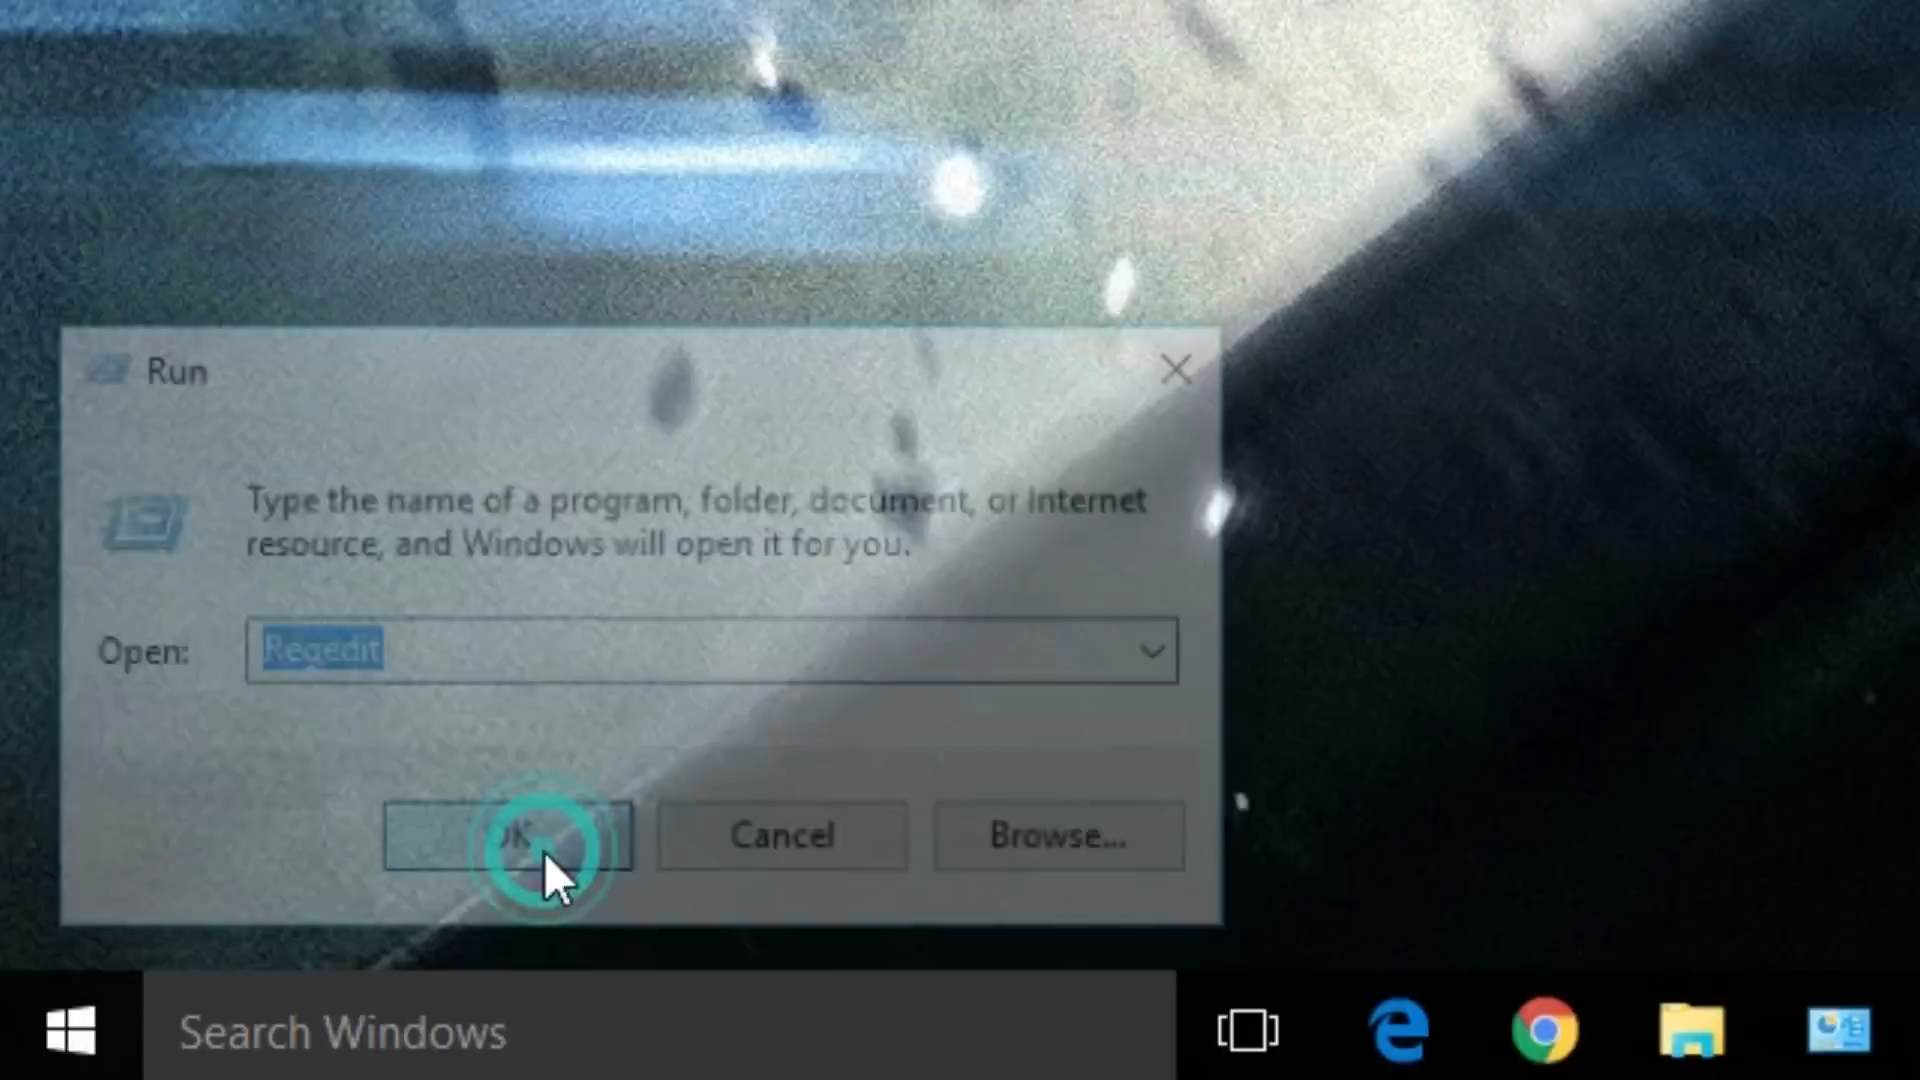 Run
Type the name of a program, folder, document, or Internet
resource, and Windows will open it for you.
Open:
Regedit
OK
Cancel
Browse...
Search Windows